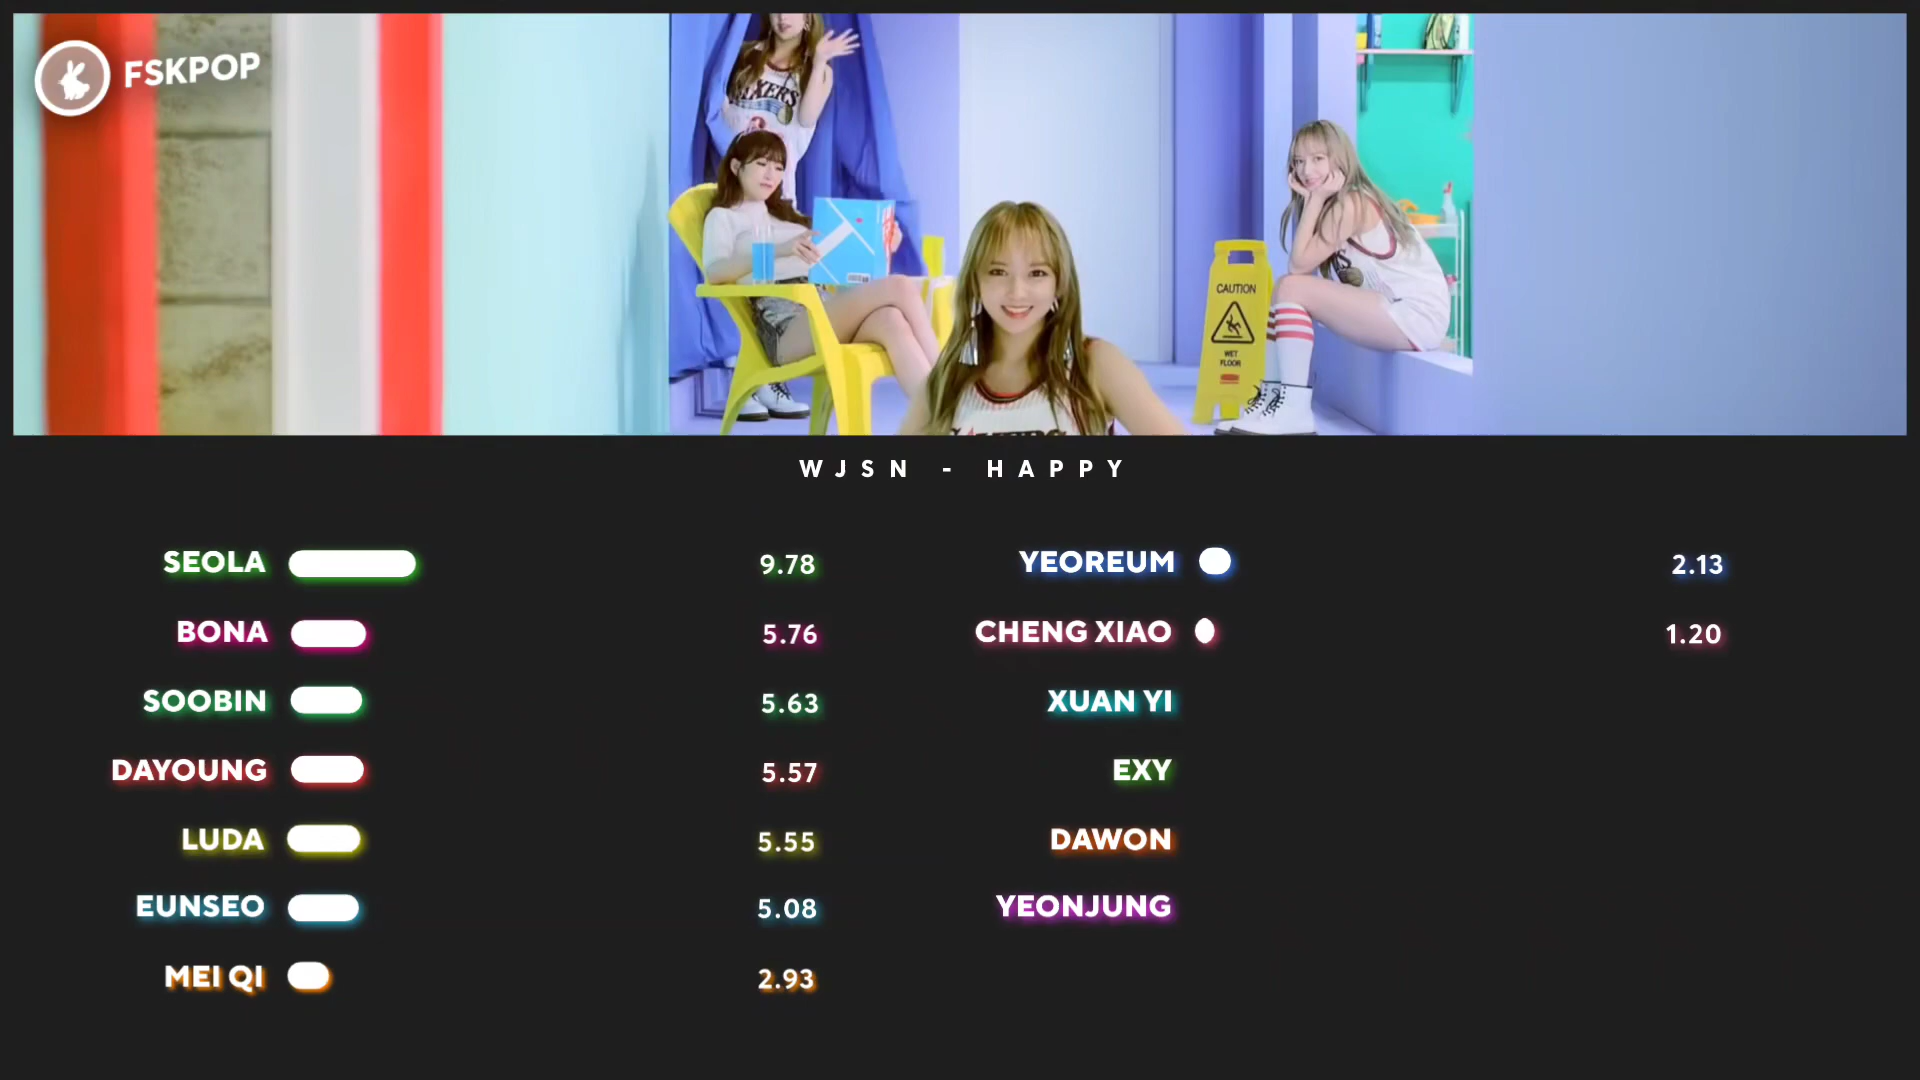 FSKPOP
CAUTION
WET
FLOOR
WJSN - HAPPY
SEOLA 9.78
BONA 5.76
SOOBIN 5.63
DAYOUNG 5.57
LUDA 5.55
EUNSEO 5.08
MEI QI 2.93
YEOREUM 2.13
CHENG XIAO 1.20
XUAN YI
EXY
DAWON
YEONJUNG